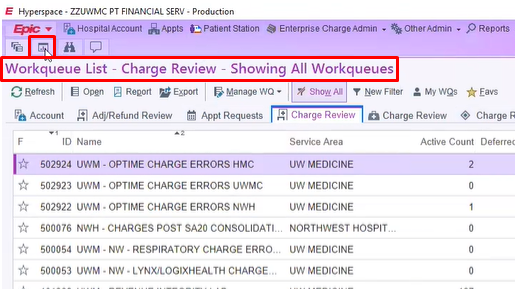 Hyperspace - ZZUWMC PT FINANCIAL SERV - Production
Epic Hospital Account Appts Patient Station Enterprise Charge Admin Other Admin Reports
Workqueue List - Charge Review - Showing All Workqueues
Refresh Open Report Export Manage WQ Show All New Filter My WQs Favs
Account Adj/Refund Review Appt Requests Charge Review Charge Review
F 1 ID 2 Name Service Area Active Count Deferred
502924 UWM - OPTIME CHARGE ERRORS HMC UW MEDICINE 2
502923 UWM - OPTIME CHARGE ERRORS UWMC UW MEDICINE 0
502922 UWM - OPTIME CHARGE ERRORS NWH UW MEDICINE 1
500076 NWH - CHARGES POST SA20 CONSOLIDATI... NORTHWEST HOSPIT... 0
500054 UWM - NW - RESPIRATORY CHARGE ERRO... UW MEDICINE 0
500053 UWM - NW - LYNX/LOGIXHEALTH CHARGE... UW MEDICINE 0